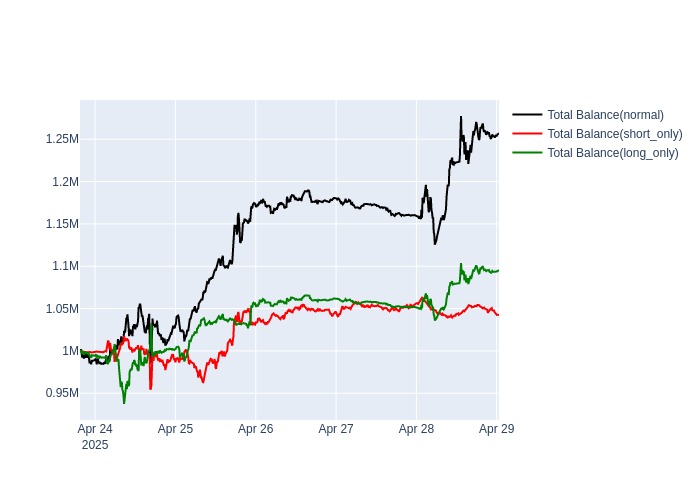 Total Balance(normal)
Total Balance(short_only)
Total Balance(long_only)
1.25M
1.2M
1.15M
1.1M
1.05M
1M
0.95M
Apr 24
2025
Apr 25
Apr 26
Apr 27
Apr 28
Apr 29